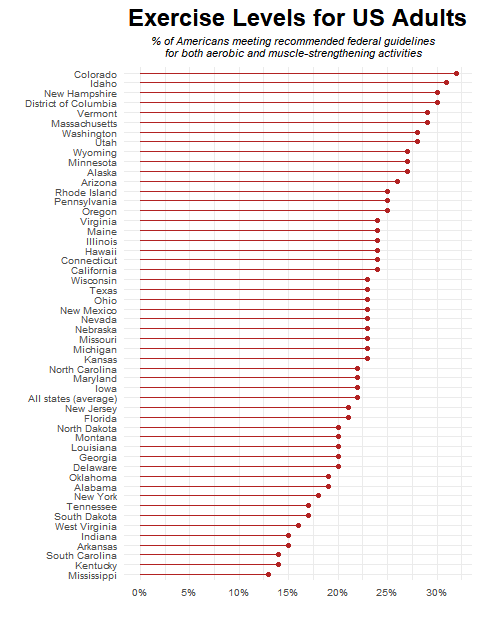 Exercise Levels for US Adults
% of Americans meeting recommended federal guidelines
for both aerobic and muscle-strengthening activities
Colorado
Idaho
New Hampshire
District of Columbia
Vermont
Massachusetts
Washington
Utah
Wyoming
Minnesota
Alaska
Arizona
Rhode Island
Pennsylvania
Oregon
Virginia
Maine
Illinois
Hawaii
Connecticut
California
Wisconsin
Texas
Ohio
New Mexico
Nevada
Nebraska
Missouri
Michigan
Kansas
North Carolina
Maryland
Iowa
All states (average)
New Jersey
Florida
North Dakota
Montana
Louisiana
Georgia
Delaware
Oklahoma
Alabama
New York
Tennessee
South Dakota
West Virginia
Indiana
Arkansas
South Carolina
Kentucky
Mississippi
0% 5% 10% 15% 20% 25% 30%